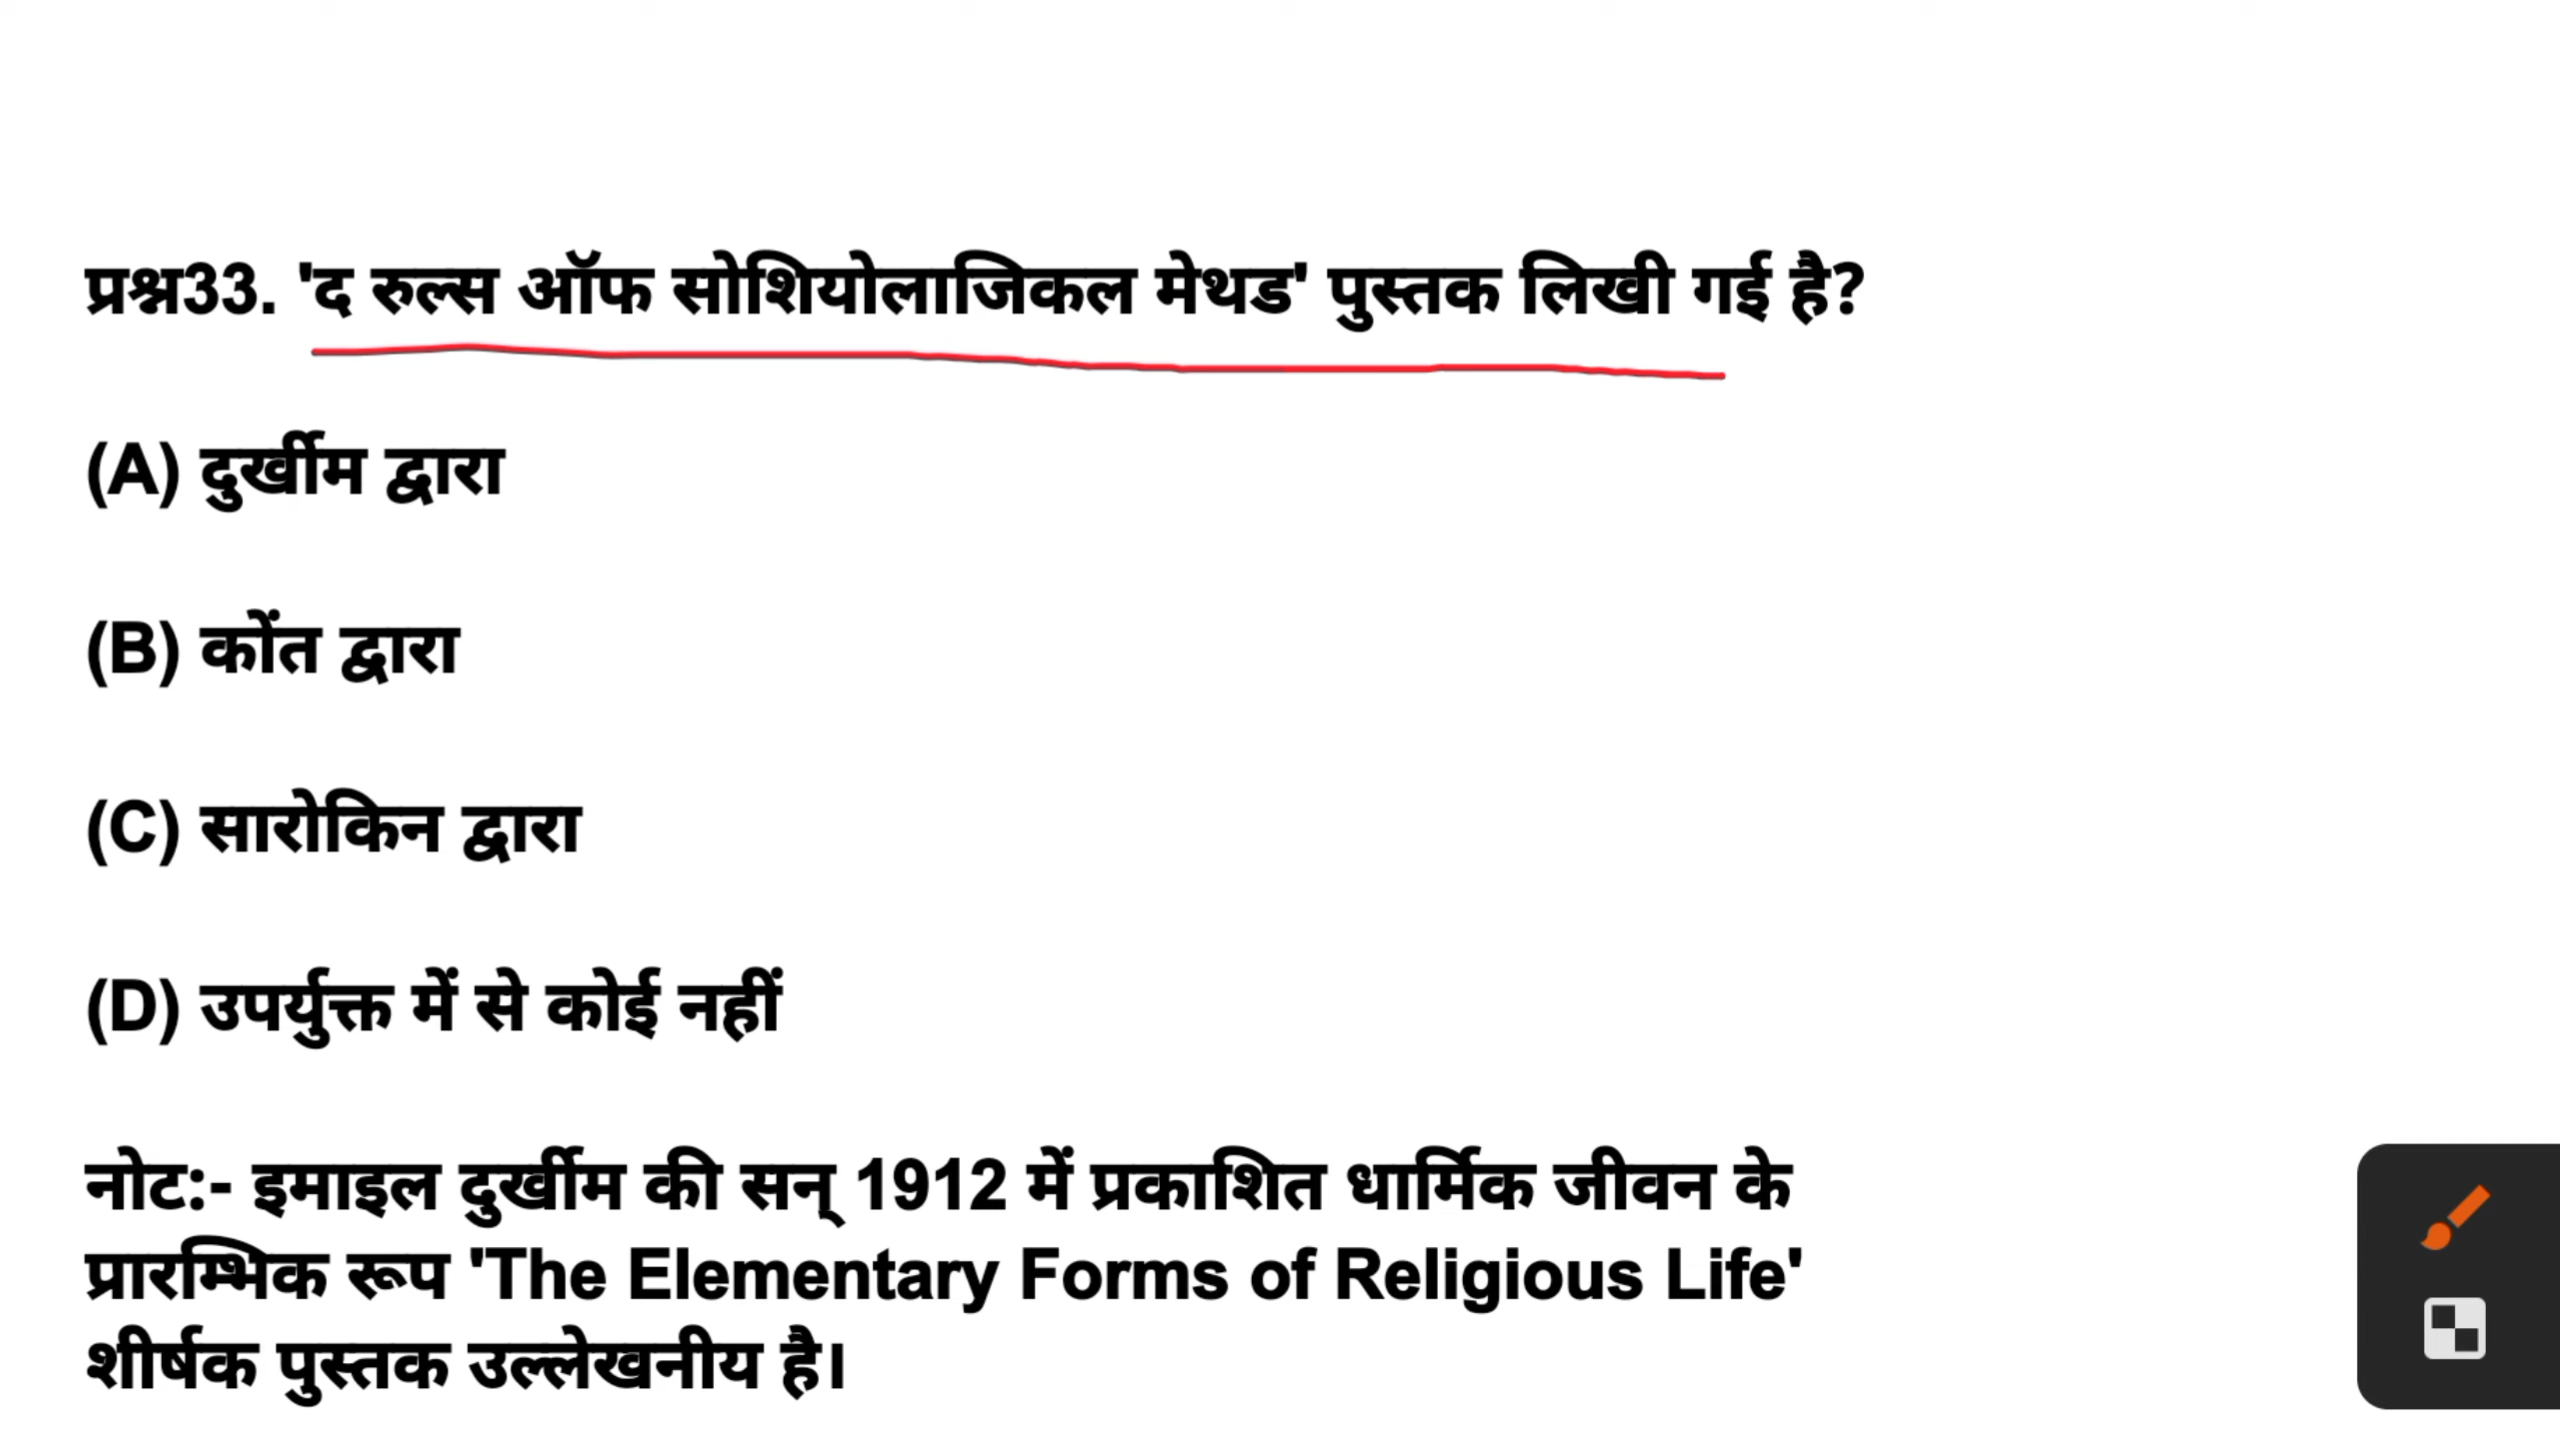 प्रश्न33. 'द रुल्स ऑफ सोशियोलाजिकल मेथड' पुस्तक लिखी गई है?
(A) दुर्खीम द्वारा
(B) कोंत द्वारा
(C) सारोकिन द्वारा
(D) उपर्युक्त में से कोई नहीं
नोट:- इमाइल दुर्खीम की सन् 1912 में प्रकाशित धार्मिक जीवन के
प्रारम्भिक रूप 'The Elementary Forms of Religious Life'
शीर्षक पुस्तक उल्लेखनीय है।